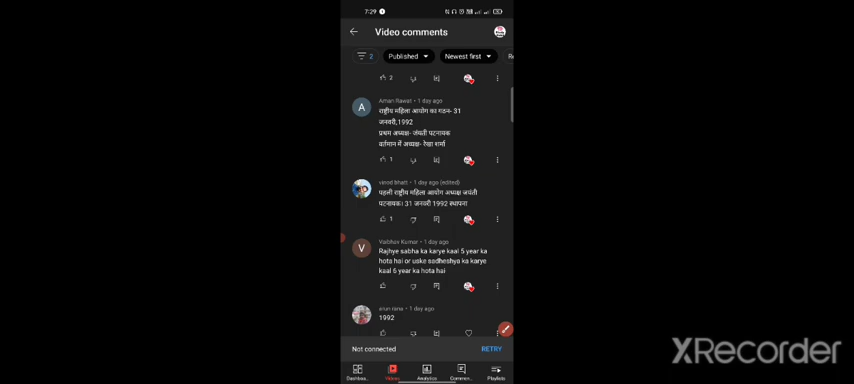 7:29
Video comments
2
Published
Newest first
2
Aman Rawat • 1 day ago
राष्ट्रीय महिला आयोग का गठन- 31
जनवरी,1992
प्रथम अध्यक्ष- जंयती पटनायक
वर्तमान में अध्यक्ष- रेखा शर्मा
1
vinod bhatt • 1 day ago (edited)
पहली राष्ट्रीय महिला आयोग अध्यक्ष जयंती
पटनायक। 31 जनवरी 1992 स्थापना
1
V
Vaibhav Kumar • 1 day ago
Rajhye sabha ka karye kaal 5 year ka
hota hai or uske sadheshya ka karye
kaal 6 year ka hota hai
arun rana • 1 day ago
1992
Not connected
RETRY
Dashboa..
Videos
Analytics
Commen..
Playlists
XRecorder
A